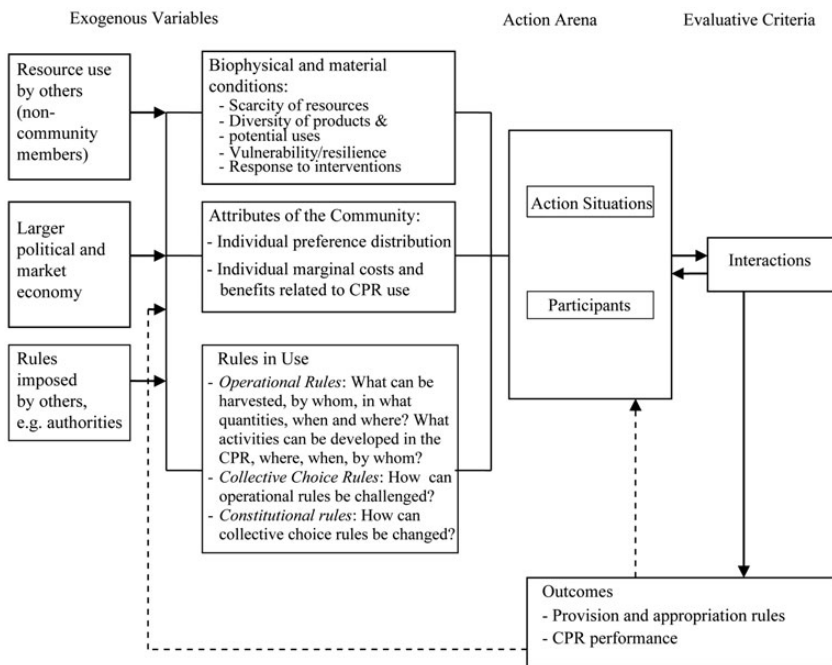 Exogenous Variables
Action Arena
Evaluative Criteria
Resource use
by others
(non-
community
members)
Larger
political and
market
economy
Rules
imposed
by others,
e.g. authorities
Biophysical and material
conditions:
- Scarcity of resources
- Diversity of products &
- potential uses
- Vulnerability/resilience
- Response to interventions
Attributes of the Community:
- Individual preference distribution
- Individual marginal costs and
benefits related to CPR use
Rules in Use
- Operational Rules: What can be
harvested, by whom, in what
quantities, when and where? What
activities can be developed in the
CPR, where, when, by whom?
- Collective Choice Rules: How can
operational rules be challenged?
- Constitutional rules: How can
collective choice rules be changed?
Action Situations
Participants
Interactions
Outcomes
- Provision and appropriation rules
- CPR performance